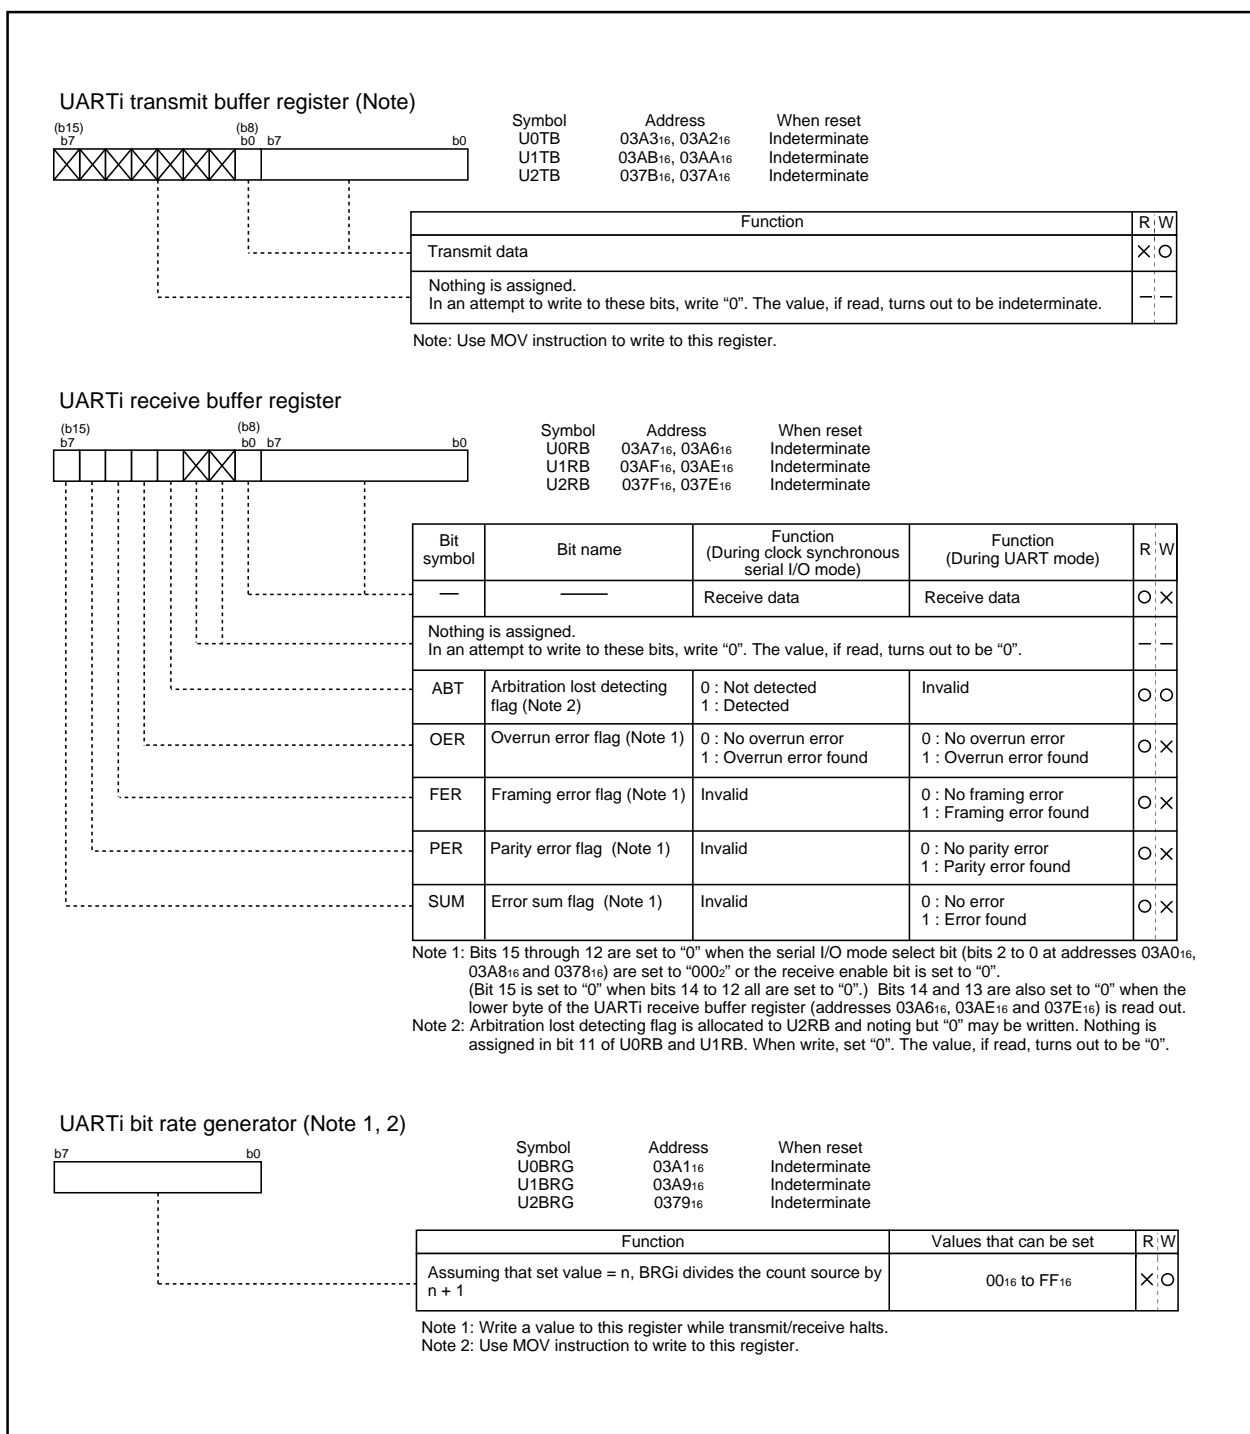 UARTi transmit buffer register (Note)
(b15) (b8)
b7 b0 b7 b0
Symbol Address When reset
U0TB 03A3₁₆, 03A2₁₆ Indeterminate
U1TB 03AB₁₆, 03AA₁₆ Indeterminate
U2TB 037B₁₆, 037A₁₆ Indeterminate
Function R W
Transmit data × ○
Nothing is assigned.
In an attempt to write to these bits, write “0”. The value, if read, turns out to be indeterminate. — —
Note: Use MOV instruction to write to this register.
UARTi receive buffer register
(b15) (b8)
b7 b0 b7 b0
Symbol Address When reset
U0RB 03A7₁₆, 03A6₁₆ Indeterminate
U1RB 03AF₁₆, 03AE₁₆ Indeterminate
U2RB 037F₁₆, 037E₁₆ Indeterminate
Bit symbol Bit name Function (During clock synchronous serial I/O mode) Function (During UART mode) R W
— — Receive data Receive data ○ ×
Nothing is assigned.
In an attempt to write to these bits, write “0”. The value, if read, turns out to be “0”. — —
ABT Arbitration lost detecting flag (Note 2) 0 : Not detected 1 : Detected Invalid ○ ○
OER Overrun error flag (Note 1) 0 : No overrun error 1 : Overrun error found 0 : No overrun error 1 : Overrun error found ○ ×
FER Framing error flag (Note 1) Invalid 0 : No framing error 1 : Framing error found ○ ×
PER Parity error flag (Note 1) Invalid 0 : No parity error 1 : Parity error found ○ ×
SUM Error sum flag (Note 1) Invalid 0 : No error 1 : Error found ○ ×
Note 1: Bits 15 through 12 are set to “0” when the serial I/O mode select bit (bits 2 to 0 at addresses 03A0₁₆,
03A8₁₆ and 0378₁₆) are set to “000₂” or the receive enable bit is set to “0”.
(Bit 15 is set to “0” when bits 14 to 12 all are set to “0”.) Bits 14 and 13 are also set to “0” when the
lower byte of the UARTi receive buffer register (addresses 03A6₁₆, 03AE₁₆ and 037E₁₆) is read out.
Note 2: Arbitration lost detecting flag is allocated to U2RB and noting but “0” may be written. Nothing is
assigned in bit 11 of U0RB and U1RB. When write, set “0”. The value, if read, turns out to be “0”.
UARTi bit rate generator (Note 1, 2)
b7 b0
Symbol Address When reset
U0BRG 03A1₁₆ Indeterminate
U1BRG 03A9₁₆ Indeterminate
U2BRG 0379₁₆ Indeterminate
Function Values that can be set R W
Assuming that set value = n, BRGi divides the count source by
n + 1 00₁₆ to FF₁₆ × ○
Note 1: Write a value to this register while transmit/receive halts.
Note 2: Use MOV instruction to write to this register.